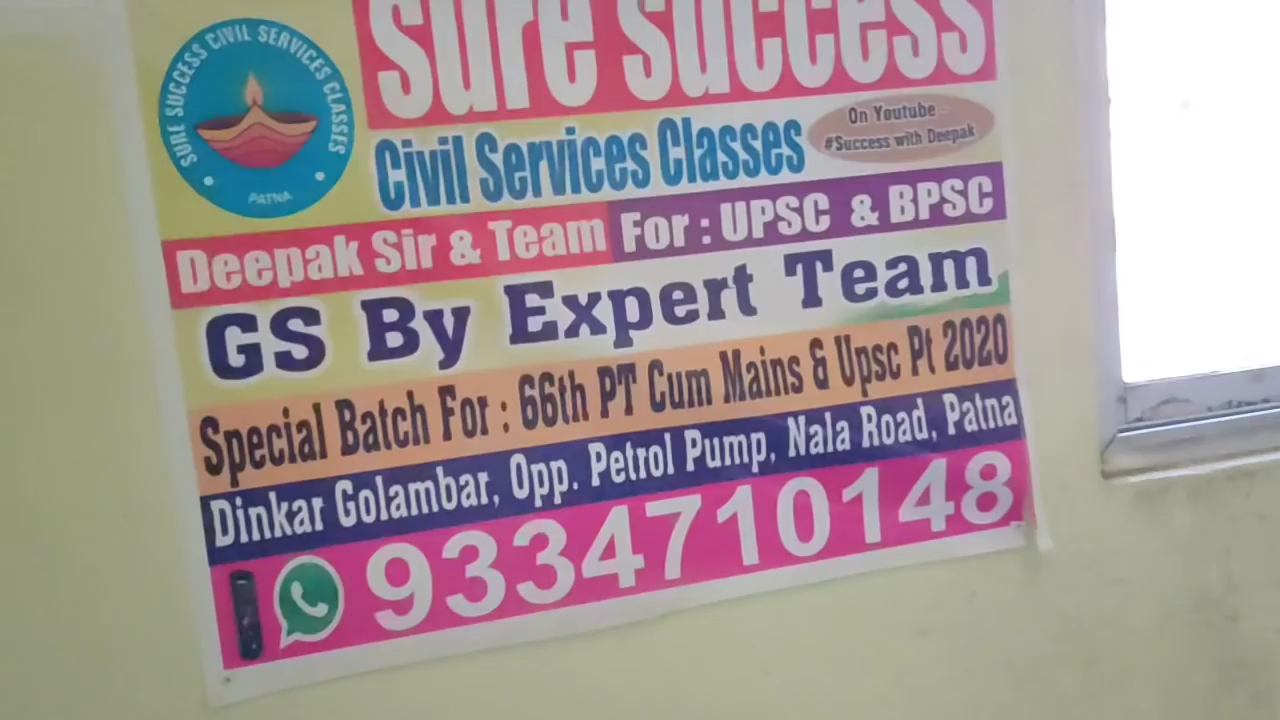 sure success
SURE SUCCESS CIVIL SERVICES CLASSES
PATNA
Civil Services Classes
On Youtube -
#Success with Deepak
Deepak Sir & Team For : UPSC & BPSC
GS By Expert Team
Special Batch For : 66th PT Cum Mains & Upsc Pt 2020
Dinkar Golambar, Opp. Petrol Pump, Nala Road, Patna
9334710148